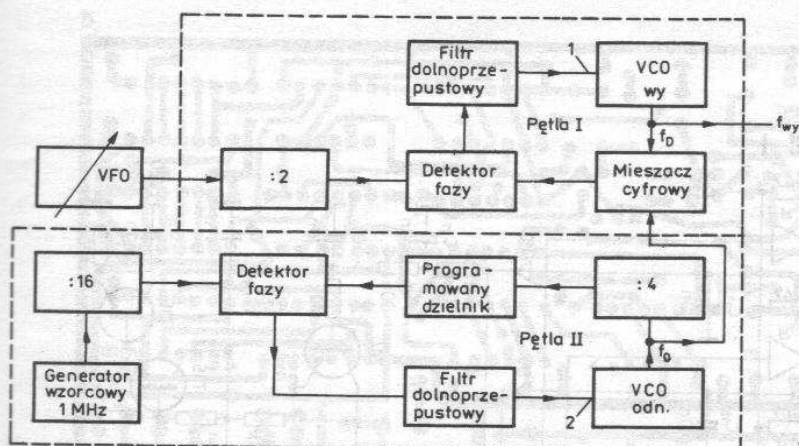 Filtr
dolnoprze-
pustowy
1
VCO
wy
Pętla I
f_D
f_wy
VFO
:2
Detektor
fazy
Mieszacz
cyfrowy
:16
Detektor
fazy
Progra-
mowany
dzielnik
:4
Pętla II
f_0
Generator
wzorcowy
1 MHz
Filtr
dolnoprze-
pustowy
2
VCO
odn.